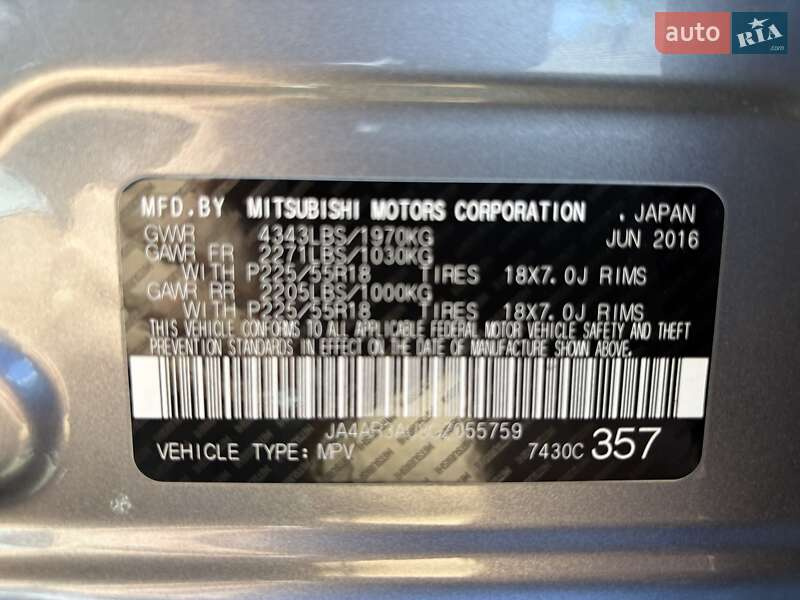 auto RIA .com
MFD.BY MITSUBISHI MOTORS CORPORATION . JAPAN
GVWR 4343LBS/1970KG JUN 2016
GAWR FR 2271LBS/1030KG
WITH P225/55R18 TIRES 18X7.0J RIMS
GAWR RR 2205LBS/1000KG
WITH P225/55R18 TIRES 18X7.0J RIMS
THIS VEHICLE CONFORMS TO ALL APPLICABLE FEDERAL MOTOR VEHICLE SAFETY AND THEFT
PREVENTION STANDARDS IN EFFECT ON THE DATE OF MANUFACTURE SHOWN ABOVE.
VEHICLE TYPE: MPV 7430C 357